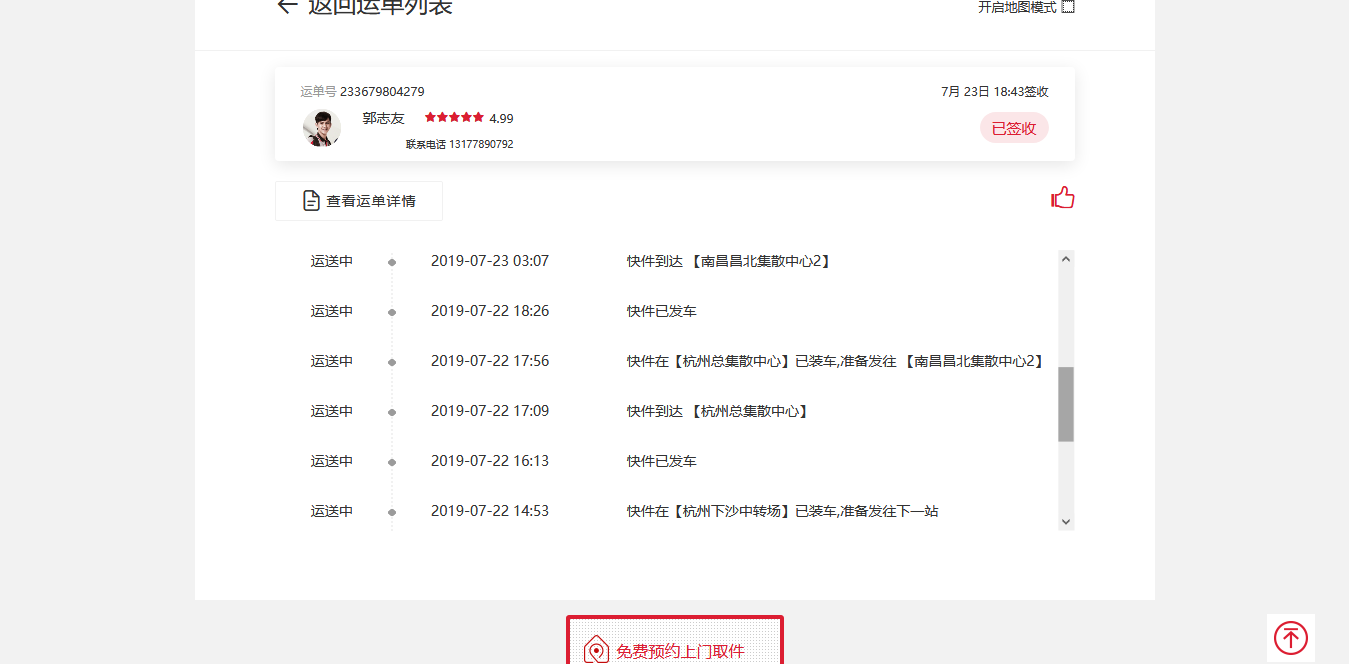 返回运单列表 开启地图模式
运单号 233679804279 7月 23日 18:43签收
郭志友 4.99 已签收
联系电话 13177890792
查看运单详情
运送中 2019-07-23 03:07 快件到达 【南昌昌北集散中心2】
运送中 2019-07-22 18:26 快件已发车
运送中 2019-07-22 17:56 快件在【杭州总集散中心】已装车,准备发往 【南昌昌北集散中心2】
运送中 2019-07-22 17:09 快件到达 【杭州总集散中心】
运送中 2019-07-22 16:13 快件已发车
运送中 2019-07-22 14:53 快件在【杭州下沙中转场】已装车,准备发往下一站
免费预约上门取件